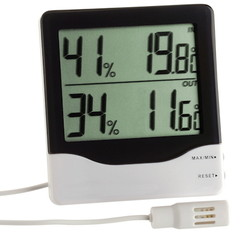 41% 19.8°C
IN
OUT
34% 11.6°C
MAX/MIN
RESET